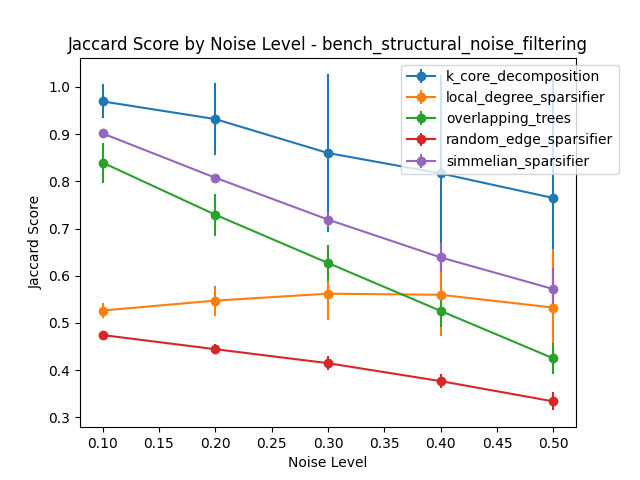 Jaccard Score by Noise Level - bench_structural_noise_filtering
k_core_decomposition
local_degree_sparsifier
overlapping_trees
random_edge_sparsifier
simmelian_sparsifier
Jaccard Score
1.0
0.9
0.8
0.7
0.6
0.5
0.4
0.3
0.10 0.15 0.20 0.25 0.30 0.35 0.40 0.45 0.50
Noise Level